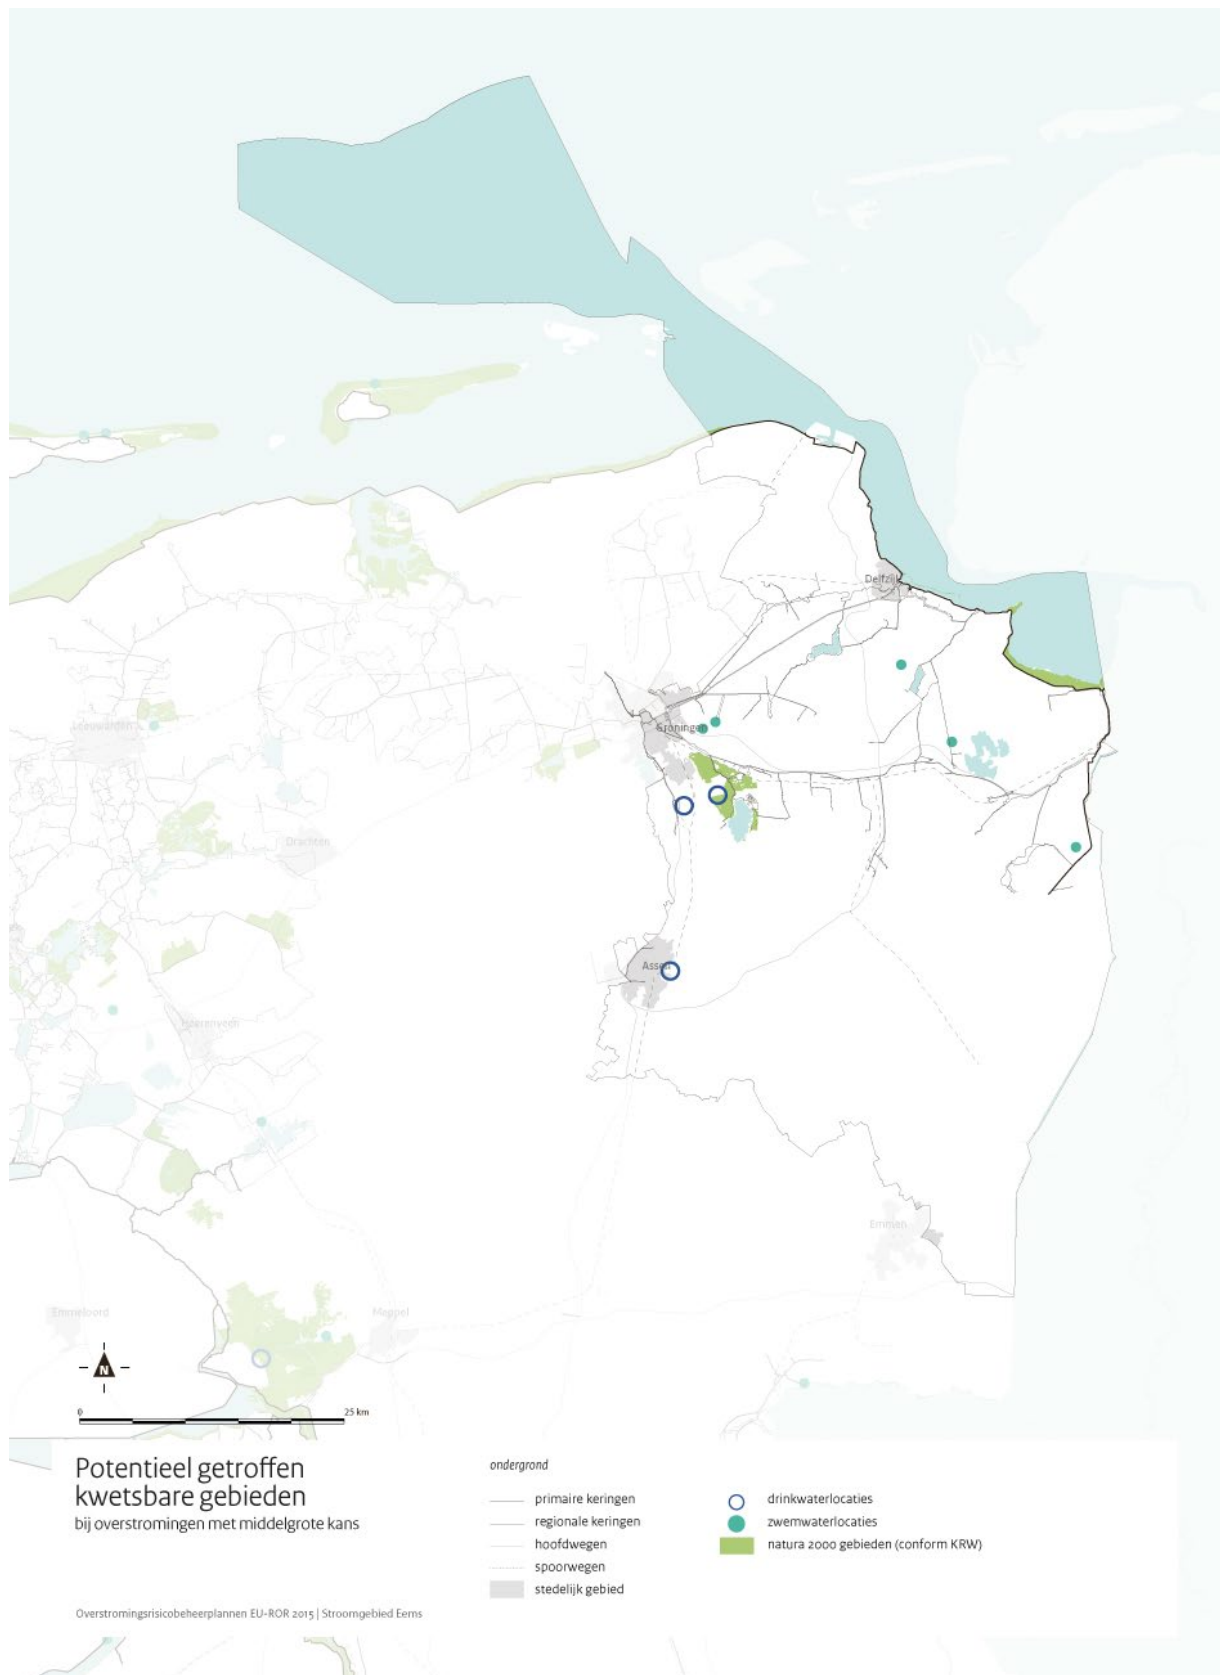 Delfzijl
Groningen
Leeuwarden
Drachten
Assen
Heerenveen
Emmen
Emmeloord
Meppel
N
0
25 km
Potentieel getroffen
kwetsbare gebieden
bij overstromingen met middelgrote kans
ondergrond
primaire keringen
regionale keringen
hoofdwegen
spoorwegen
stedelijk gebied
drinkwaterlocaties
zwemwaterlocaties
natura 2000 gebieden (conform KRW)
Overstromingsrisicobeheerplannen EU-ROR 2015 | Stroomgebied Eems